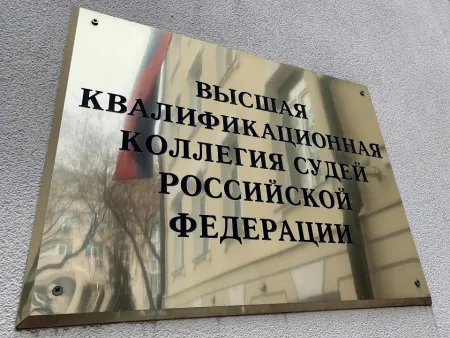 ВЫСШАЯ
КВАЛИФИКАЦИОННАЯ
КОЛЛЕГИЯ СУДЕЙ
РОССИЙСКОЙ
ФЕДЕРАЦИИ